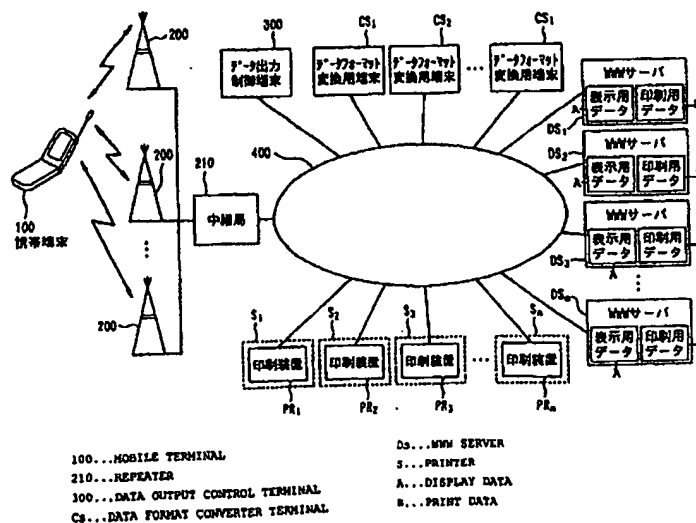 200
300
CS₁
CS₂
CSₙ
データ出力
制御端末
データフォーマット
変換用端末
データフォーマット
変換用端末
...
データフォーマット
変換用端末
WWWサーバ
表示用
データ
印刷用
データ
A
DS₁
200
210
400
DS₂
WWWサーバ
表示用
データ
印刷用
データ
A
100
携帯端末
中継局
WWWサーバ
表示用
データ
印刷用
データ
DS₃
A
200
S₁
S₂
S₃
Sₙ
DSₙ
WWWサーバ
表示用
データ
印刷用
データ
A
印刷装置
印刷装置
印刷装置
...
印刷装置
PR₁
PR₂
PR₃
PRₙ
100...MOBILE TERMINAL
210...REPEATER
300...DATA OUTPUT CONTROL TERMINAL
CS...DATA FORMAT CONVERTER TERMINAL
DS...WWW SERVER
S...PRINTER
A...DISPLAY DATA
B...PRINT DATA